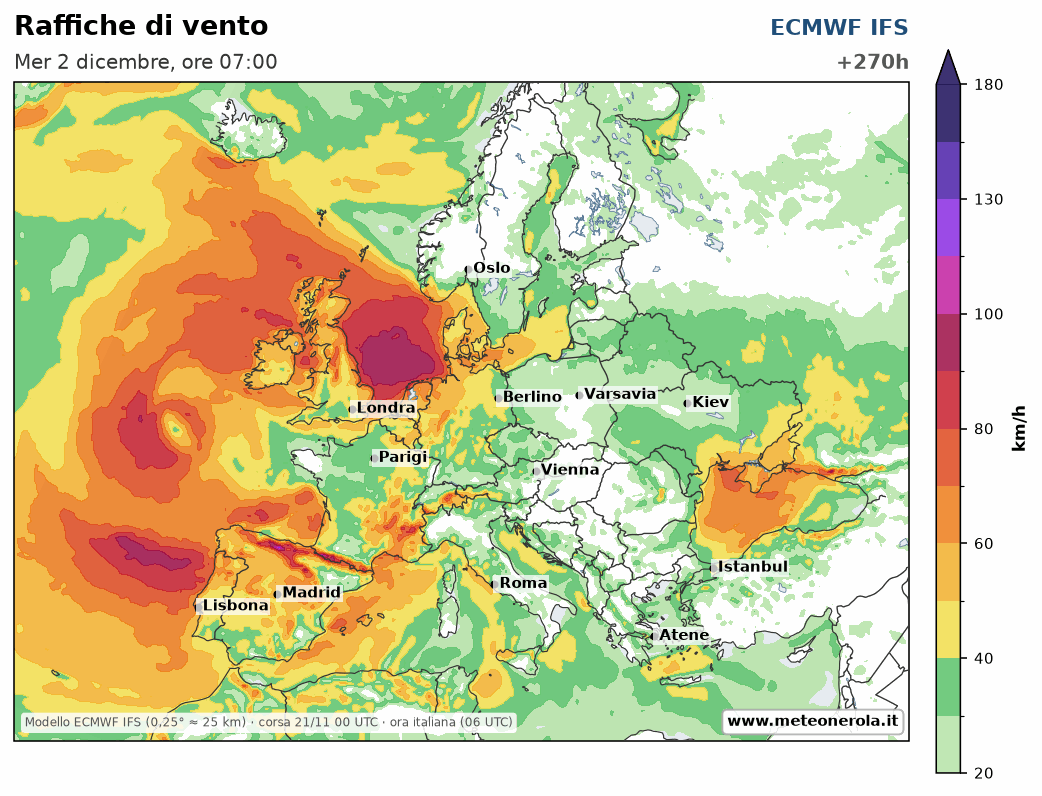 Raffiche di vento
ECMWF IFS
Mer 2 dicembre, ore 07:00
+270h
180
130
100
80
60
40
20
km/h
Oslo
Berlino
Varsavia
Kiev
Londra
Parigi
Vienna
Istanbul
Roma
Madrid
Lisbona
Atene
Modello ECMWF IFS (0,25° ≈ 25 km) · corsa 21/11 00 UTC · ora italiana (06 UTC)
www.meteonerola.it